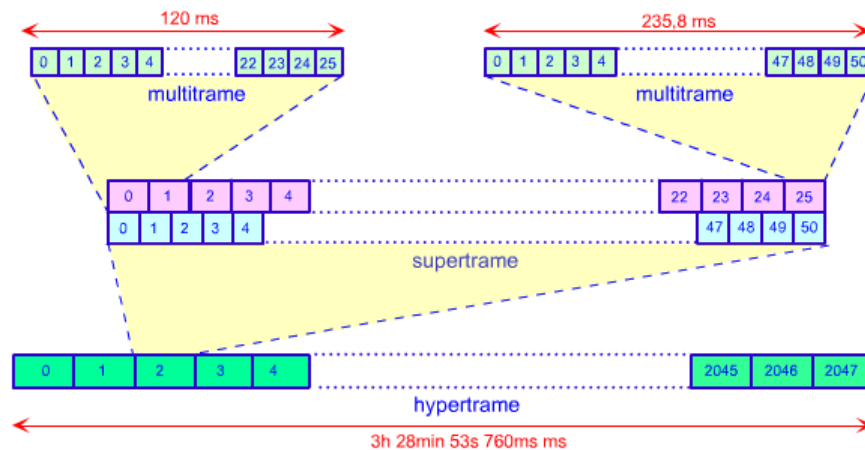 120 ms 235,8 ms
0 1 2 3 4 22 23 24 25 0 1 2 3 4 47 48 49 50
multitrame multitrame
0 1 2 3 4 22 23 24 25
0 1 2 3 4 47 48 49 50
supertrame
0 1 2 3 4 2045 2046 2047
hypertrame
3h 28min 53s 760ms ms